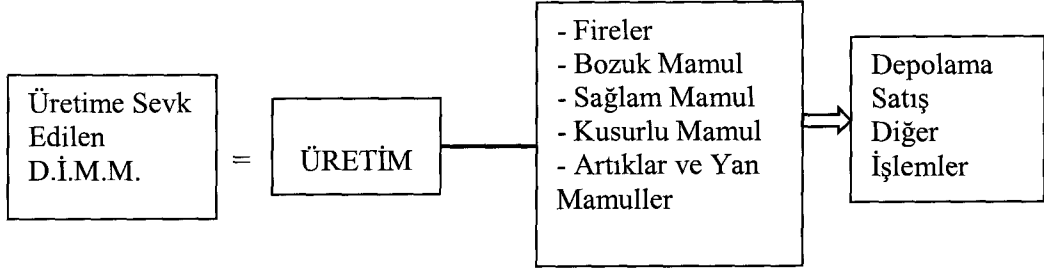 Üretime Sevk
Edilen
D.İ.M.M.
=
ÜRETİM
- Fireler
- Bozuk Mamul
- Sağlam Mamul
- Kusurlu Mamul
- Artıklar ve Yan
Mamuller
Depolama
Satış
Diğer
İşlemler